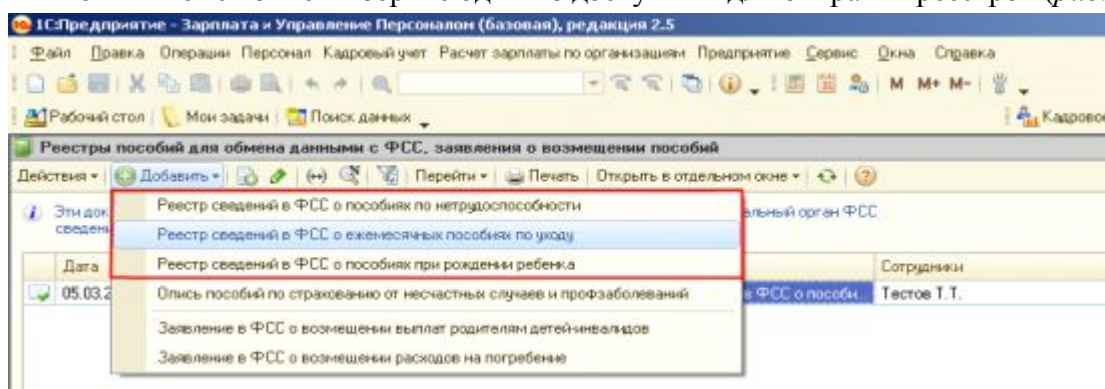 1С:Предприятие - Зарплата и Управление Персоналом (базовая), редакция 2.5
Файл Правка Операции Персонал Кадровый учет Расчет зарплаты по организациям Предприятие Сервис Окна Справка
M M+ M-
Рабочий стол Мои задачи Поиск данных Кадровое
Реестры пособий для обмена данными с ФСС, заявления о возмещении пособий
Действия Добавить Перейти Печать Открыть в отдельном окне
Эти док
альный орган ФСС
сведени
Реестр сведений в ФСС о пособиях по нетрудоспособности
Реестр сведений в ФСС о ежемесячных пособиях по уходу
Реестр сведений в ФСС о пособиях при рождении ребенка
Опись пособий по страхованию от несчастных случаев и профзаболеваний
Заявление в ФСС о возмещении выплат родителям детей-инвалидов
Заявление в ФСС о возмещении расходов на погребение
Дата Сотрудники
05.03.2 в ФСС о пособи... Тестов Т.Т.